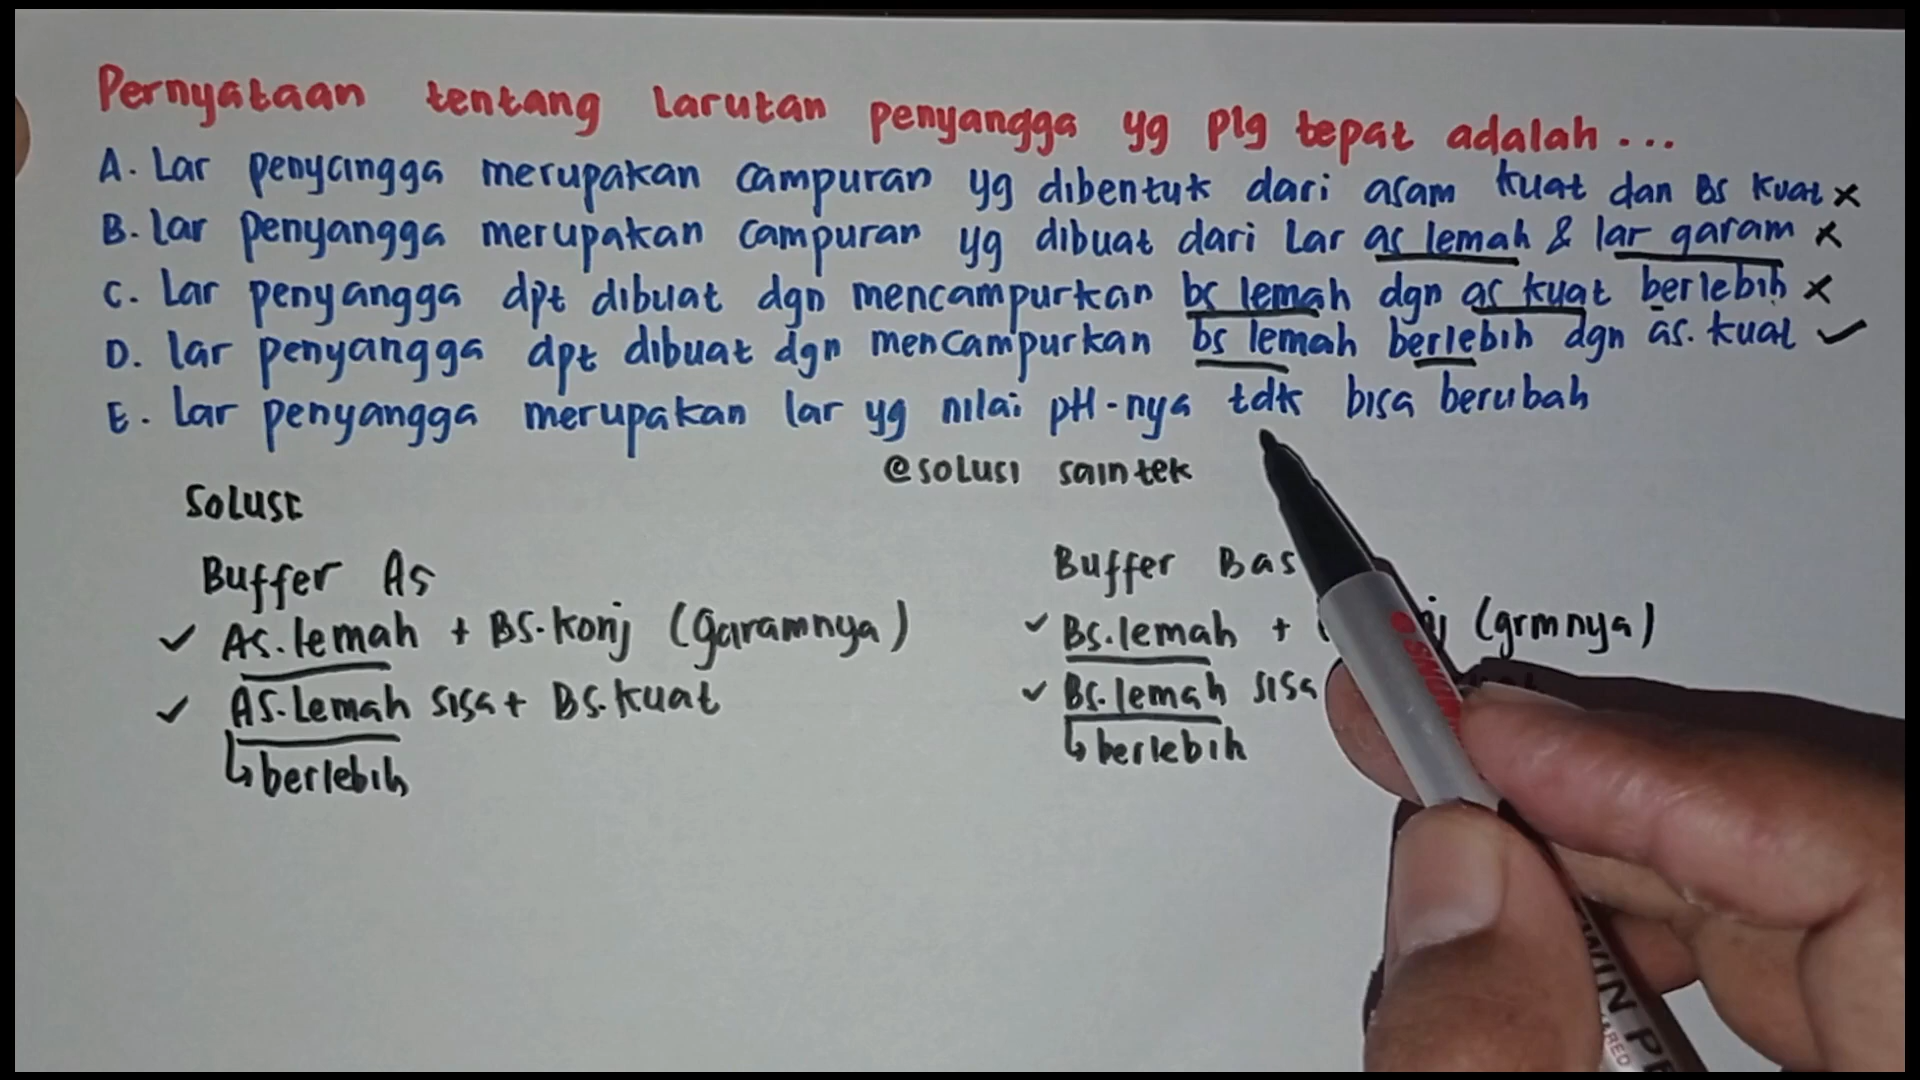 Pernyataan tentang Larutan penyangga yg plg tepat adalah...
A. Lar penyangga merupakan campuran yg dibentuk dari asam kuat dan Bs kuat ×
B. lar penyangga merupakan campuran yg dibuat dari Lar as lemah & lar garam ×
C. Lar penyangga dpt dibuat dgn mencampurkan bs lemah dgn as kuat berlebih ×
D. lar penyangga dpt dibuat dgn mencampurkan bs lemah berlebih dgn as. kuat ✓
E. Lar penyangga merupakan lar yg nilai pH-nya tdk bisa berubah
@solusi saintek
SOLUSI
Buffer As
✓ As.lemah + BS.konj (Garamnya)
✓ AS.Lemah sisa + BS.kuat
↳ berlebih
Buffer Bas
✓ Bs.lemah + (grmnya)
✓ Bs.lemah sisa
↳ berlebih